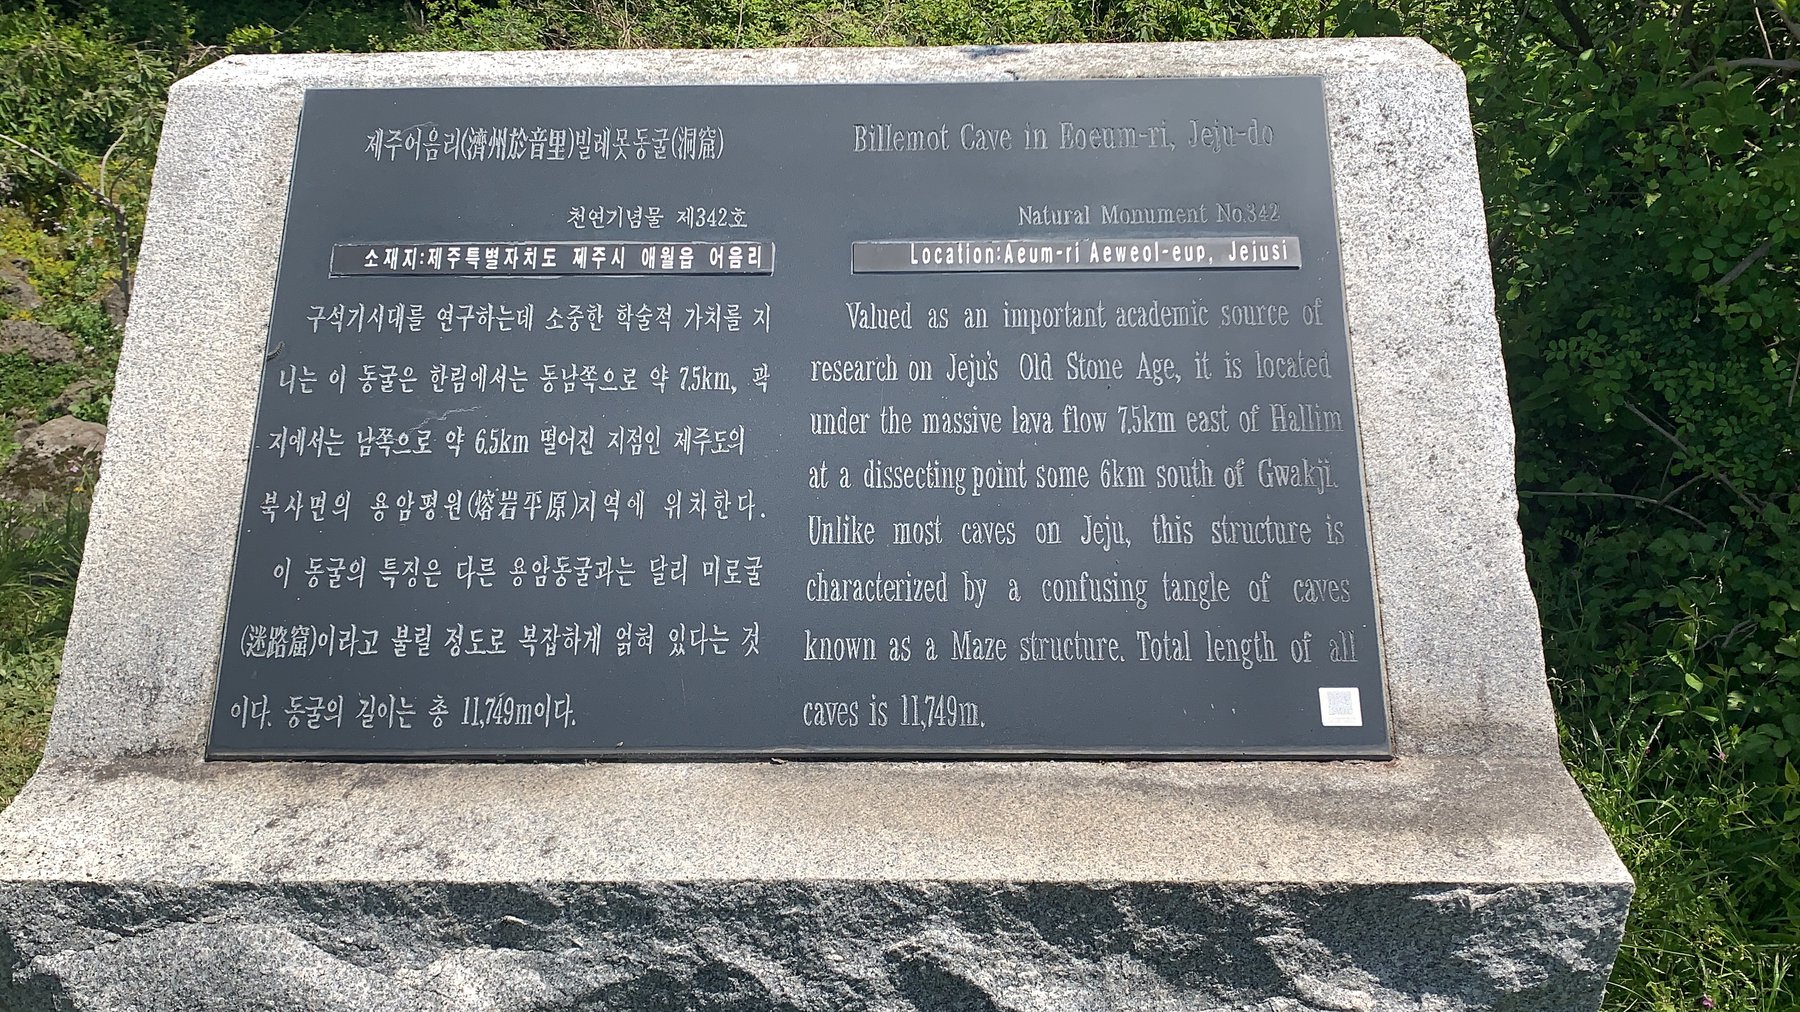 제주어음리(濟州於音里)빌레못동굴(洞窟)
천연기념물 제342호
소재지:제주특별자치도 제주시 애월읍 어음리
구석기시대를 연구하는데 소중한 학술적 가치를 지
니는 이 동굴은 한림에서는 동남쪽으로 약 7.5km, 곽
지에서는 남쪽으로 약 6.5km 떨어진 지점인 제주도의
북사면의 용암평원(熔岩平原)지역에 위치한다.
이 동굴의 특징은 다른 용암동굴과는 달리 미로굴
(迷路窟)이라고 불릴 정도로 복잡하게 얽혀 있다는 것
이다. 동굴의 길이는 총 11,749m이다.
Billemot Cave in Eoeum-ri, Jeju-do
Natural Monument No.342
Location:Aeum-ri Aeweol-eup, Jejusi
Valued as an important academic source of
research on Jeju's Old Stone Age, it is located
under the massive lava flow 7.5km east of Hallim
at a dissecting point some 6km south of Gwakji.
Unlike most caves on Jeju, this structure is
characterized by a confusing tangle of caves
known as a Maze structure. Total length of all
caves is 11,749m.